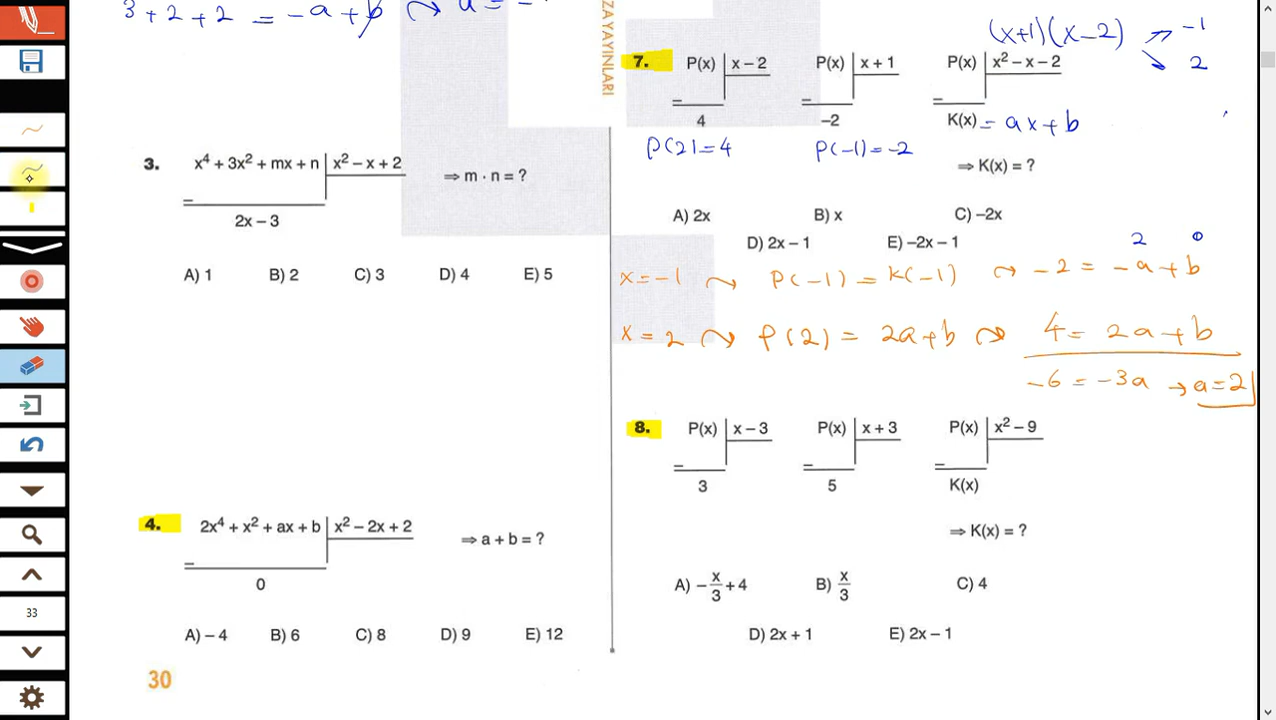 3 + 2 + 2 = -a + b ⤳ a = -
ZAYAYINLARI
3. x⁴ + 3x² + mx + n | x² – x + 2
⇒ m · n = ?
2x – 3
A) 1 B) 2 C) 3 D) 4 E) 5
4. 2x⁴ + x² + ax + b | x² – 2x + 2
⇒ a + b = ?
0
A) – 4 B) 6 C) 8 D) 9 E) 12
30
(x+1)(x-2) -1
2
7. P(x) | x – 2 P(x) | x + 1 P(x) | x² – x – 2
4 –2 K(x) = ax+b
P(2)=4 P(-1)=-2
⇒ K(x) = ?
A) 2x B) x C) –2x
D) 2x – 1 E) –2x – 1
2 0
x=-1 ⤳ P(-1) = K(-1) ⤳ -2 = -a+b
x=2 ⤳ P(2) = 2a+b ⤳ 4= 2a+b
-6 = -3a → a=2
8. P(x) | x – 3 P(x) | x + 3 P(x) | x² – 9
3 5 K(x)
⇒ K(x) = ?
A) –x/3 + 4 B) x/3 C) 4
D) 2x + 1 E) 2x – 1
33